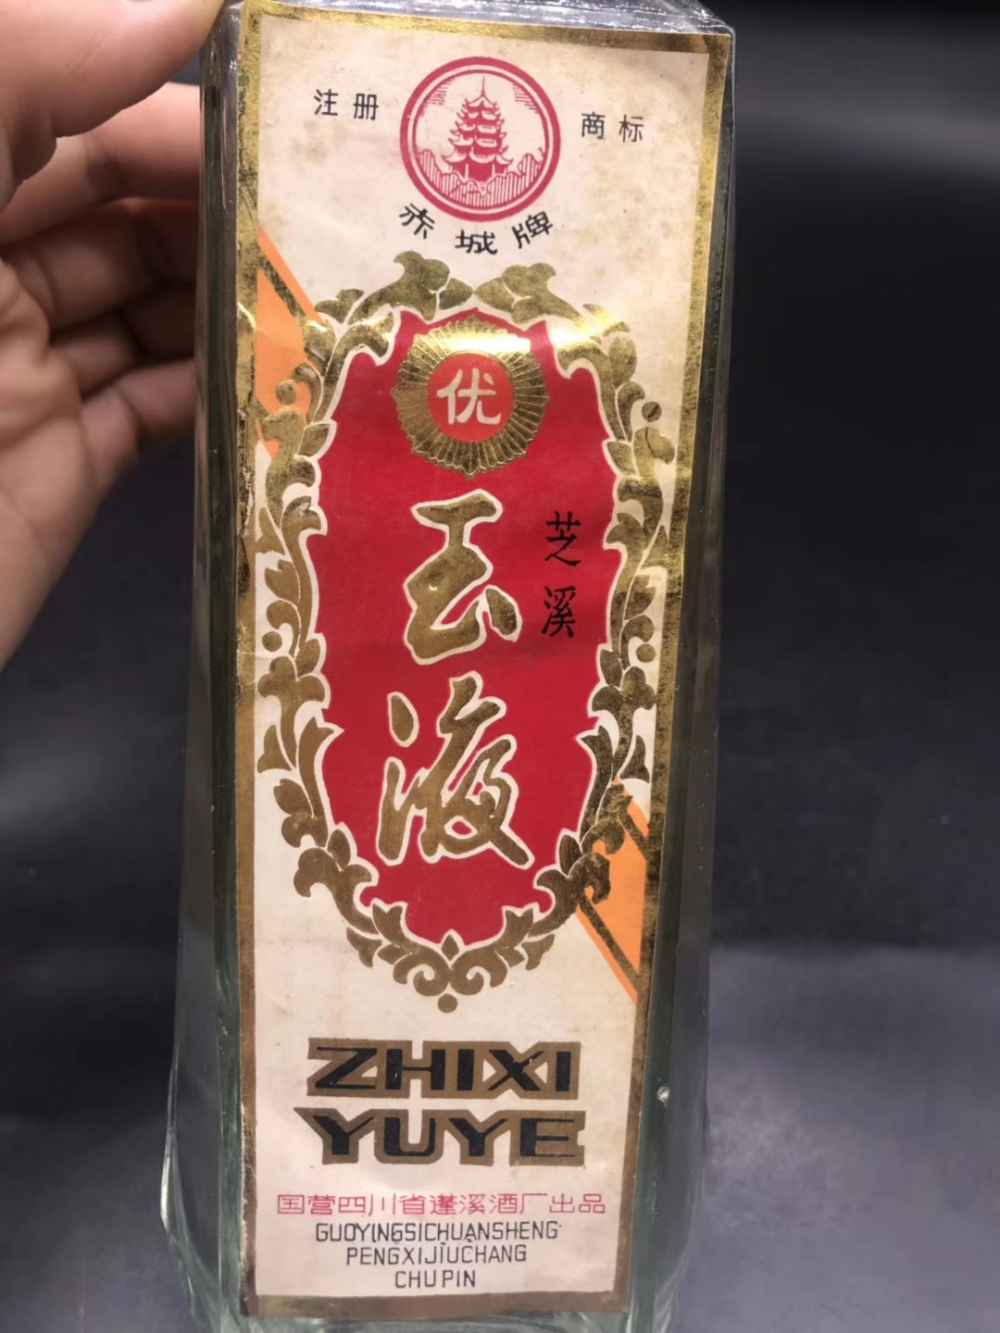 注册 商标
赤城牌
优
芝溪
玉液
ZHIXI
YUYE
国营四川省蓬溪酒厂出品
GUOYINGSICHUANSHENG
PENGXIJIUCHANG
CHUPIN